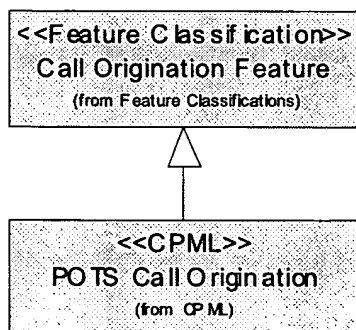 <<Feature Classification>>
Call Origination Feature
(from Feature Classifications)
<<CPML>>
POTS Call Origination
(from CPML)